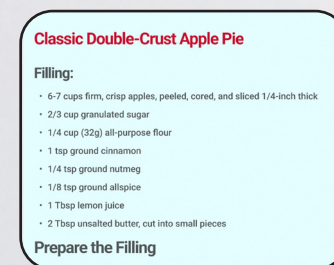 Classic Double-Crust Apple Pie
Filling:
• 6-7 cups firm, crisp apples, peeled, cored, and sliced 1/4-inch thick
• 2/3 cup granulated sugar
• 1/4 cup (32g) all-purpose flour
• 1 tsp ground cinnamon
• 1/4 tsp ground nutmeg
• 1/8 tsp ground allspice
• 1 Tbsp lemon juice
• 2 Tbsp unsalted butter, cut into small pieces
Prepare the Filling